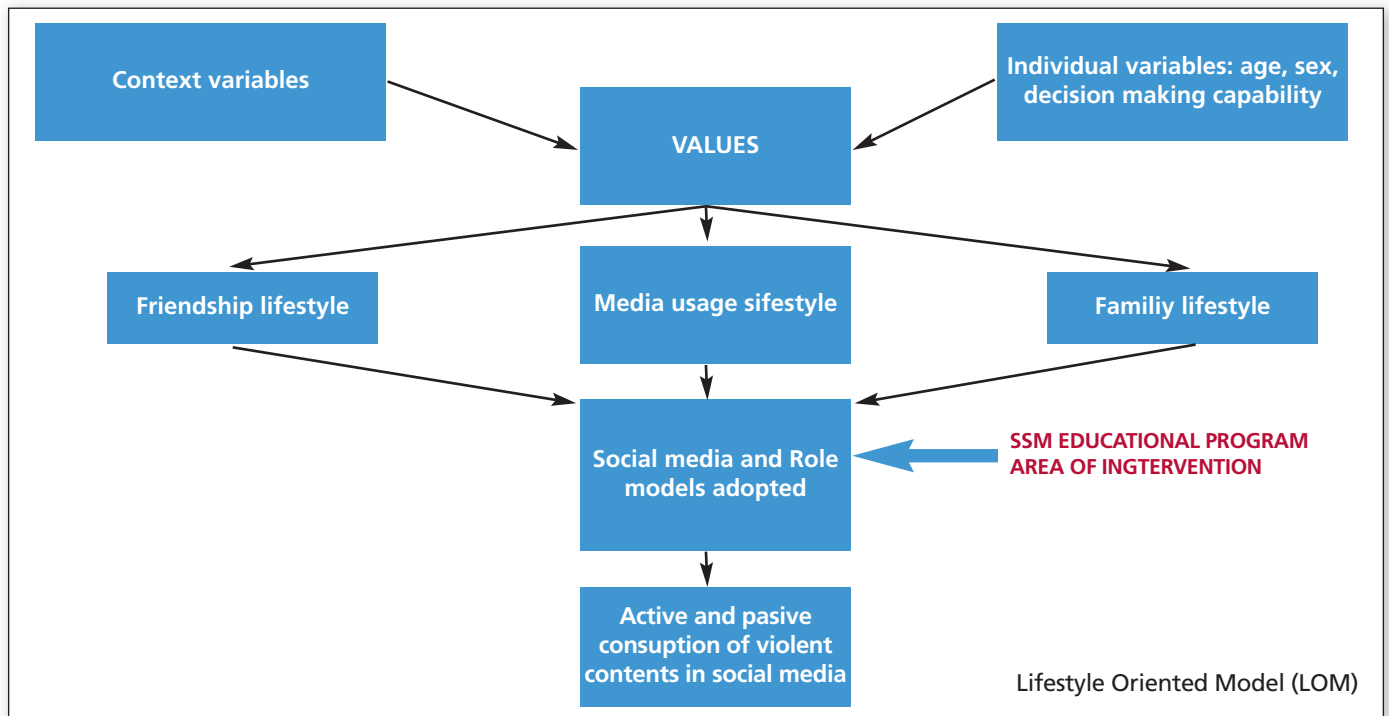 Context variables
Individual variables: age, sex,
decision making capability
VALUES
Friendship lifestyle
Media usage sifestyle
Familiy lifestyle
Social media and Role
models adopted
SSM EDUCATIONAL PROGRAM
AREA OF INGTERVENTION
Active and pasive
consuption of violent
contents in social media
Lifestyle Oriented Model (LOM)